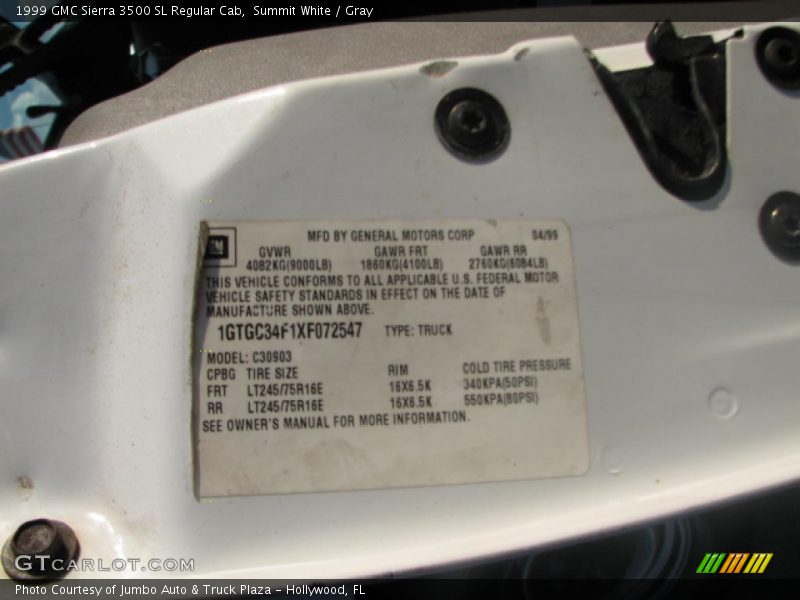 1999 GMC Sierra 3500 SL Regular Cab, Summit White / Gray
GM MFD BY GENERAL MOTORS CORP 04/99
GVWR GAWR FRT GAWR RR
4082KG(9000LB) 1860KG(4100LB) 2760KG(6084LB)
THIS VEHICLE CONFORMS TO ALL APPLICABLE U.S. FEDERAL MOTOR
VEHICLE SAFETY STANDARDS IN EFFECT ON THE DATE OF
MANUFACTURE SHOWN ABOVE.
1GTGC34F1XF072547 TYPE: TRUCK
MODEL: C30903
CPBG TIRE SIZE RIM COLD TIRE PRESSURE
FRT LT245/75R16E 16X6.5K 340KPA(50PSI)
RR LT245/75R16E 16X6.5K 550KPA(80PSI)
SEE OWNER'S MANUAL FOR MORE INFORMATION.
GTCARLOT.COM
Photo Courtesy of Jumbo Auto & Truck Plaza - Hollywood, FL